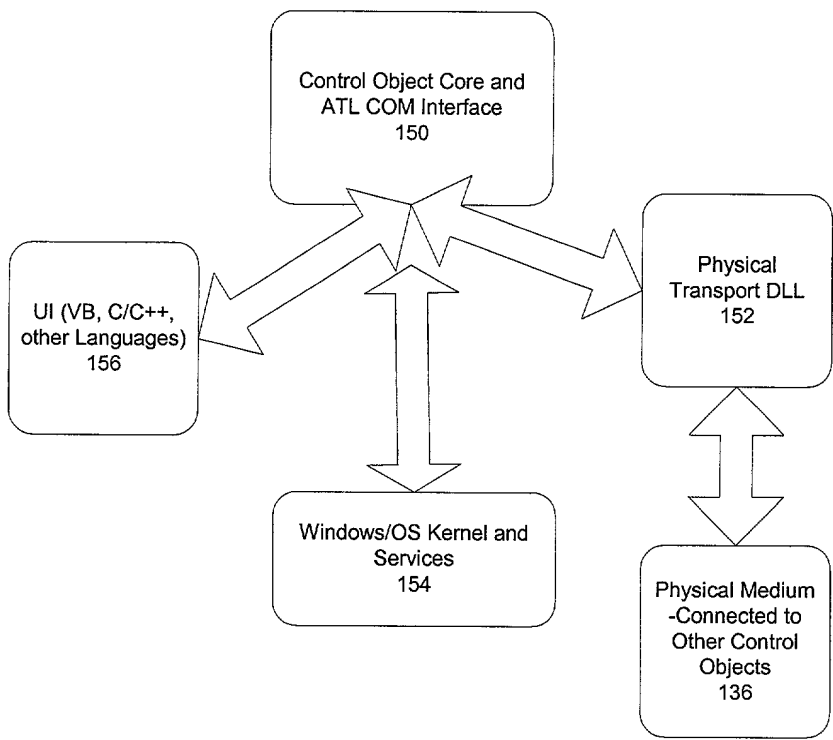 Control Object Core and
ATL COM Interface
150
UI (VB, C/C++,
other Languages)
156
Physical
Transport DLL
152
Windows/OS Kernel and
Services
154
Physical Medium
-Connected to
Other Control
Objects
136